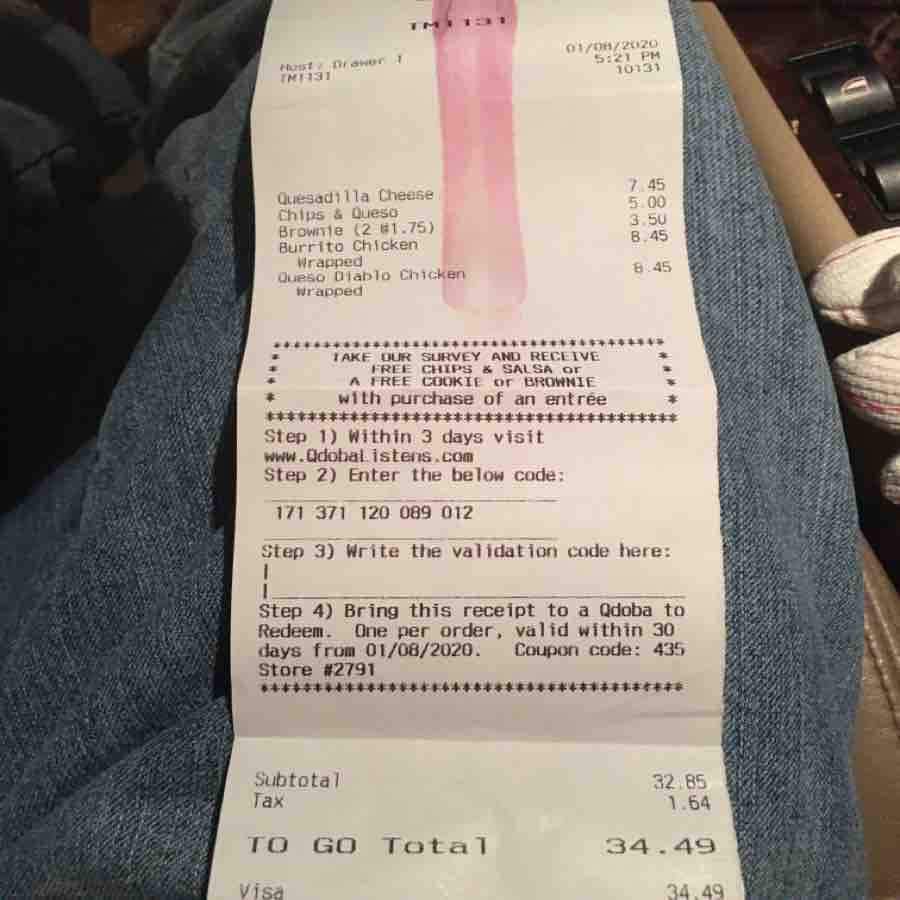 TM1131
01/08/2020
Host: Drawer 1 5:21 PM
TM1131 10131
Quesadilla Cheese 7.45
Chips & Queso 5.00
Brownie (2 @1.75) 3.50
Burrito Chicken 8.45
Wrapped
Queso Diablo Chicken 8.45
Wrapped
****************************************
* TAKE OUR SURVEY AND RECEIVE *
* FREE CHIPS & SALSA or *
* A FREE COOKIE or BROWNIE *
* with purchase of an entrée *
****************************************
Step 1) Within 3 days visit
www.QdobaListens.com
Step 2) Enter the below code:
171 371 120 089 012
Step 3) Write the validation code here:
Step 4) Bring this receipt to a Qdoba to
Redeem. One per order, valid within 30
days from 01/08/2020. Coupon code: 435
Store #2791
****************************************
Subtotal 32.85
Tax 1.64
TO GO Total 34.49
Visa 34.49